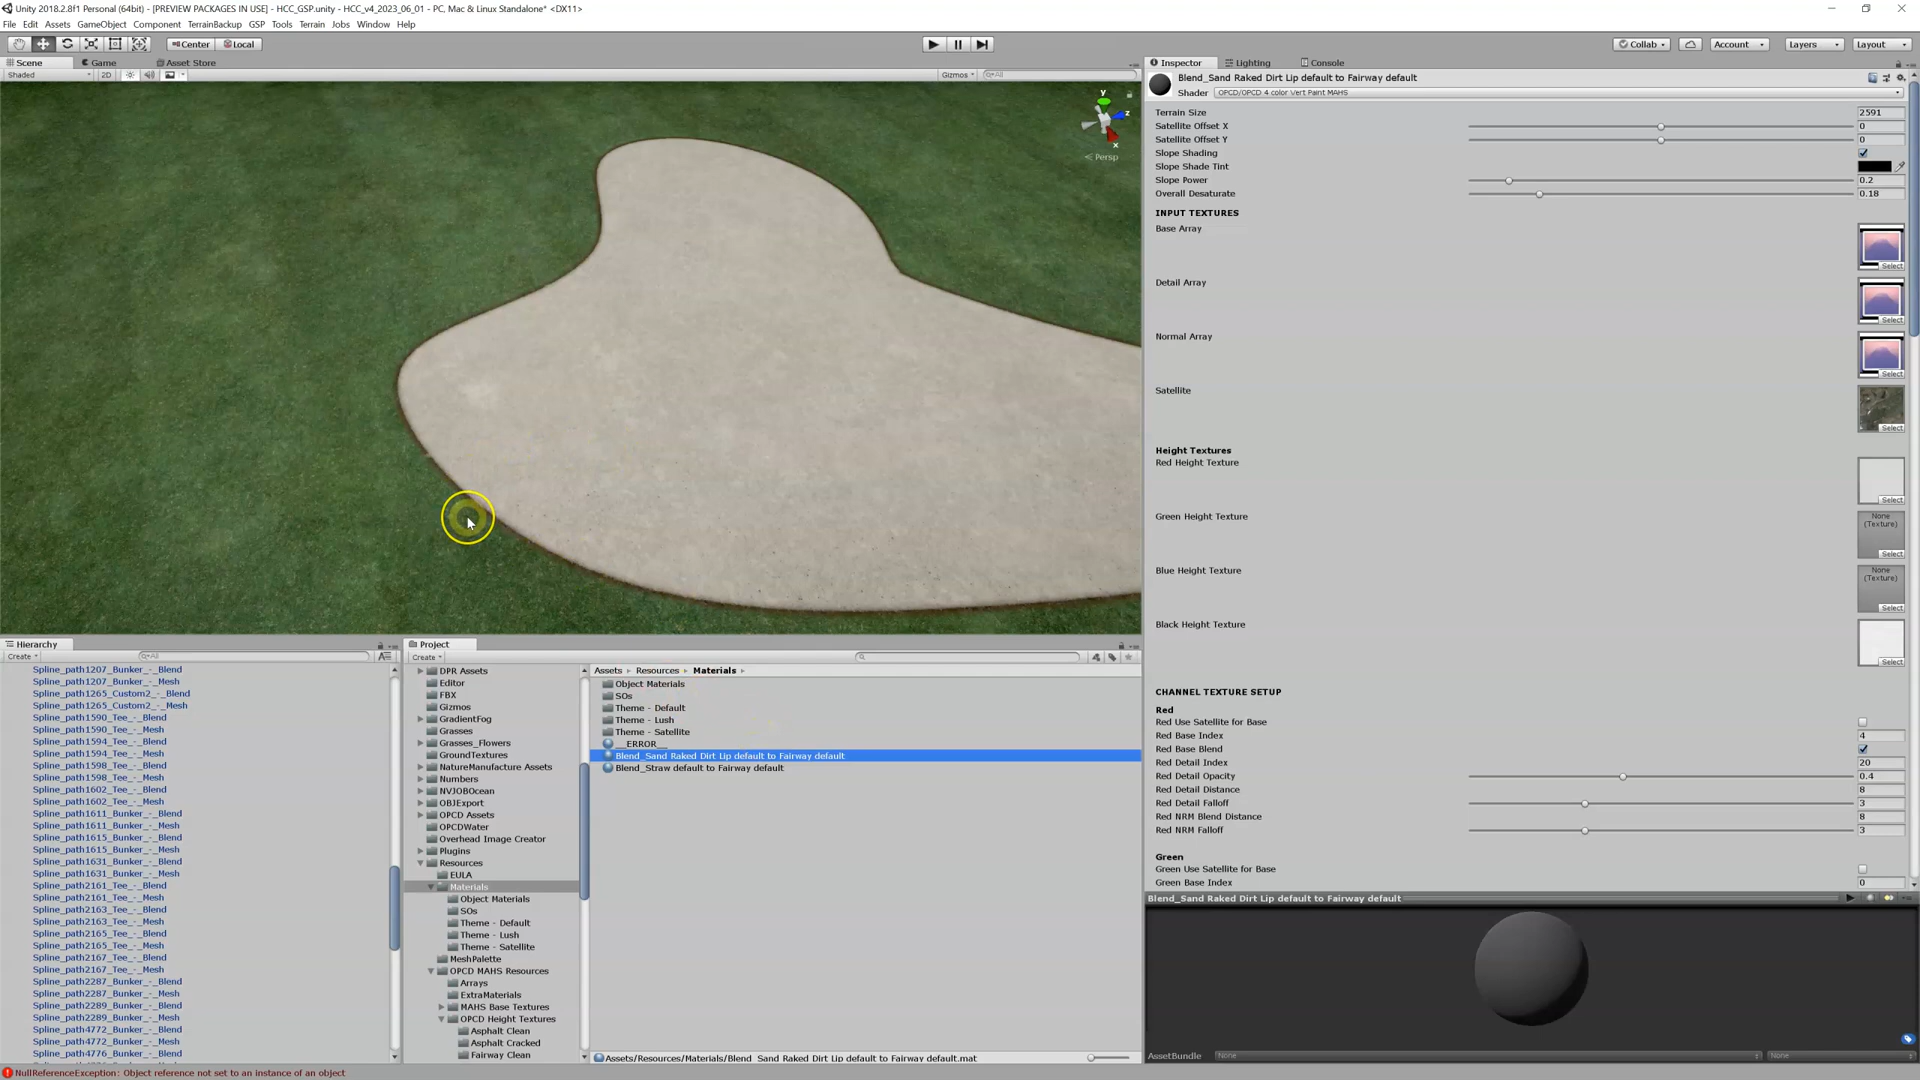 Unity 2018.2.8f1 Personal (64bit) - [PREVIEW PACKAGES IN USE] - HCC_GSP.unity - HCC_v4_2023_06_01 - PC, Mac & Linux Standalone* <DX11>
File Edit Assets GameObject Component TerrainBackup GSP Tools Terrain Jobs Window Help
Center Local Collab Account Layers Layout
Scene Game Asset Store
Shaded 2D Gizmos All
y z x
Persp
Inspector Lighting Console
Blend_Sand Raked Dirt Lip default to Fairway default
Shader OPCD/OPCD 4 color Vert Paint MAHS
Terrain Size 2591
Satellite Offset X 0
Satellite Offset Y 0
Slope Shading
Slope Shade Tint
Slope Power 0.2
Overall Desaturate 0.18
INPUT TEXTURES
Base Array
Select
Detail Array
Select
Normal Array
Select
Satellite
Select
Height Textures
Red Height Texture
Select
Green Height Texture
None
(Texture)
Select
Blue Height Texture
None
(Texture)
Select
Black Height Texture
Select
CHANNEL TEXTURE SETUP
Red
Red Use Satellite for Base
Red Base Index 4
Red Base Blend
Red Detail Index 20
Red Detail Opacity 0.4
Red Detail Distance 8
Red Detail Falloff 3
Red NRM Blend Distance 8
Red NRM Falloff 3
Green
Green Use Satellite for Base
Green Base Index 0
Blend_Sand Raked Dirt Lip default to Fairway default
AssetBundle None None
Hierarchy
Create All
Spline_path1207_Bunker_-_Blend
Spline_path1207_Bunker_-_Mesh
Spline_path1265_Custom2_-_Blend
Spline_path1265_Custom2_-_Mesh
Spline_path1590_Tee_-_Blend
Spline_path1590_Tee_-_Mesh
Spline_path1594_Tee_-_Blend
Spline_path1594_Tee_-_Mesh
Spline_path1598_Tee_-_Blend
Spline_path1598_Tee_-_Mesh
Spline_path1602_Tee_-_Blend
Spline_path1602_Tee_-_Mesh
Spline_path1611_Bunker_-_Blend
Spline_path1611_Bunker_-_Mesh
Spline_path1615_Bunker_-_Blend
Spline_path1615_Bunker_-_Mesh
Spline_path1631_Bunker_-_Blend
Spline_path1631_Bunker_-_Mesh
Spline_path2161_Tee_-_Blend
Spline_path2161_Tee_-_Mesh
Spline_path2163_Tee_-_Blend
Spline_path2163_Tee_-_Mesh
Spline_path2165_Tee_-_Blend
Spline_path2165_Tee_-_Mesh
Spline_path2167_Tee_-_Blend
Spline_path2167_Tee_-_Mesh
Spline_path2287_Bunker_-_Blend
Spline_path2287_Bunker_-_Mesh
Spline_path2289_Bunker_-_Blend
Spline_path2289_Bunker_-_Mesh
Spline_path4772_Bunker_-_Blend
Spline_path4776_Bunker_-_Blend
Project
Create
DPR Assets
Editor
FBX
Gizmos
GradientFog
Grasses
Grasses_Flowers
GroundTextures
NatureManufacture Assets
Numbers
NVJOBOcean
OBJExport
OPCD Assets
OPCDWater
Overhead Image Creator
Plugins
Resources
EULA
Materials
Object Materials
SOs
Theme - Default
Theme - Lush
Theme - Satellite
MeshPalette
OPCD MAHS Resources
Arrays
ExtraMaterials
MAHS Base Textures
OPCD Height Textures
Asphalt Clean
Asphalt Cracked
Fairway Clean
Assets Resources Materials
Object Materials
SOs
Theme - Default
Theme - Lush
Theme - Satellite
__ERROR__
Blend_Sand Raked Dirt Lip default to Fairway default
Blend_Straw default to Fairway default
Assets/Resources/Materials/Blend_Sand Raked Dirt Lip default to Fairway default.mat
NullReferenceException: Object reference not set to an instance of an object